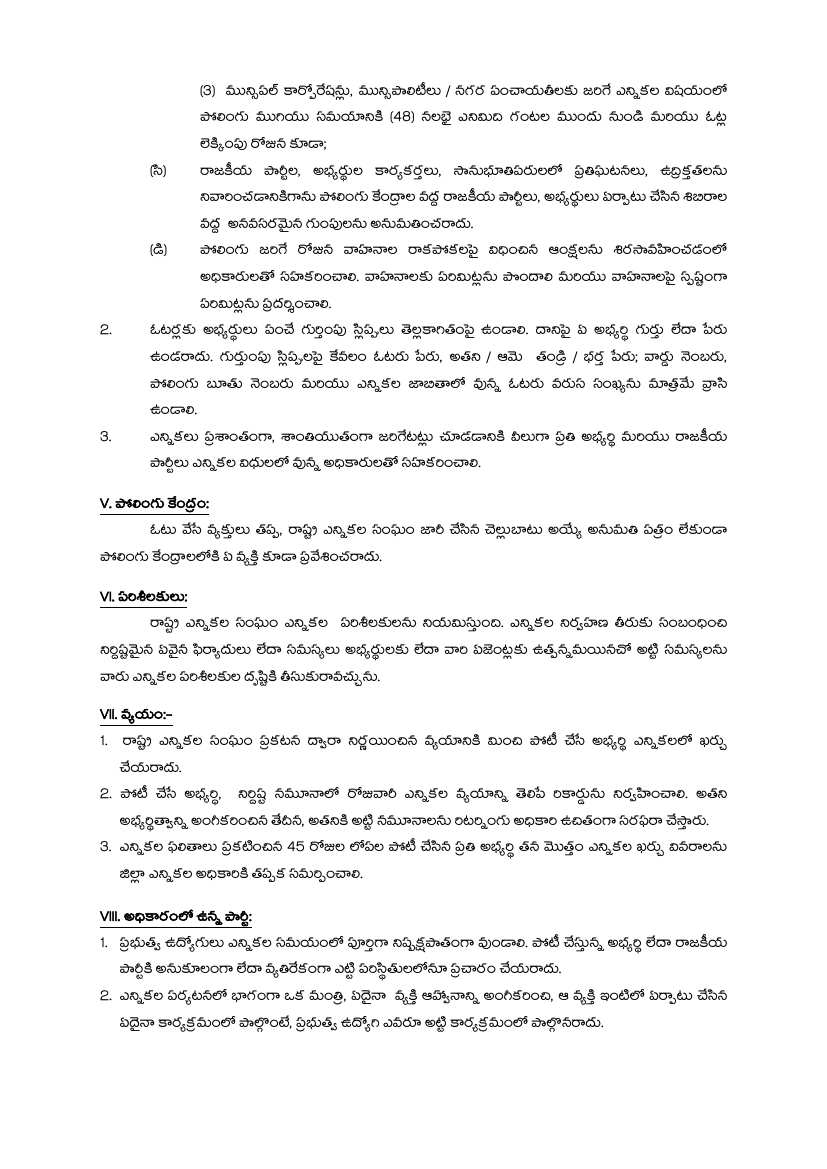 (3) మున్సిపల్ కార్పోరేషన్లు, మున్సిపాలిటీలు / నగర పంచాయతీలకు జరిగే ఎన్నికల విషయంలో
పోలింగు ముగియు సమయానికి (48) నలభై ఎనిమిది గంటల ముందు నుండి మరియు ఓట్ల
లెక్కింపు రోజున కూడా;
(సి) రాజకీయ పార్టీల, అభ్యర్థుల కార్యకర్తలు, సానుభూతిపరులలో ప్రతిఘటనలు, ఉద్రిక్తతలను
నివారించడానికిగాను పోలింగు కేంద్రాల వద్ద రాజకీయ పార్టీలు, అభ్యర్థులు ఏర్పాటు చేసిన శిబిరాల
వద్ద అనవసరమైన గుంపులను అనుమతించరాదు.
(డి) పోలింగు జరిగే రోజున వాహనాల రాకపోకలపై విధించిన ఆంక్షలను శిరసావహించడంలో
అధికారులతో సహకరించాలి. వాహనాలకు పరిమిట్లను పొందాలి మరియు వాహనాలపై స్పష్టంగా
పరిమిట్లను ప్రదర్శించాలి.
2. ఓటర్లకు అభ్యర్థులు పంచే గుర్తింపు స్లిప్పలు తెల్లకాగితంపై ఉండాలి. దానిపై ఏ అభ్యర్థి గుర్తు లేదా పేరు
ఉండరాదు. గుర్తుంపు స్లిప్పలపై కేవలం ఓటరు పేరు, అతని / ఆమె తండ్రి / భర్త పేరు; వార్డు నెంబరు,
పోలింగు బూతు నెంబరు మరియు ఎన్నికల జాబితాలో వున్న ఓటరు వరుస సంఖ్యను మాత్రమే వ్రాసి
ఉండాలి.
3. ఎన్నికలు ప్రశాంతంగా, శాంతియుతంగా జరిగేటట్లు చూడడానికి వీలుగా ప్రతి అభ్యర్థి మరియు రాజకీయ
పార్టీలు ఎన్నికల విధులలో వున్న అధికారులతో సహకరించాలి.
V. పోలింగు కేంద్రం:
ఓటు వేసే వ్యక్తులు తప్ప, రాష్ట్ర ఎన్నికల సంఘం జారీ చేసిన చెల్లుబాటు అయ్యే అనుమతి పత్రం లేకుండా
పోలింగు కేంద్రాలలోకి ఏ వ్యక్తి కూడా ప్రవేశించరాదు.
VI. పరిశీలకులు:
రాష్ట్ర ఎన్నికల సంఘం ఎన్నికల పరిశీలకులను నియమిస్తుంది. ఎన్నికల నిర్వహణ తీరుకు సంబంధించి
నిర్దిష్టమైన ఏవైన ఫిర్యాదులు లేదా సమస్యలు అభ్యర్థులకు లేదా వారి ఏజెంట్లకు ఉత్పన్నమయినచో అట్టి సమస్యలను
వారు ఎన్నికల పరిశీలకుల దృష్టికి తీసుకురావచ్చును.
VII. వ్యయం:-
1. రాష్ట్ర ఎన్నికల సంఘం ప్రకటన ద్వారా నిర్ణయించిన వ్యయానికి మించి పోటీ చేసే అభ్యర్థి ఎన్నికలలో ఖర్చు
చేయరాదు.
2. పోటీ చేసే అభ్యర్థి, నిర్దిష్ట నమూనాలో రోజువారీ ఎన్నికల వ్యయాన్ని తెలిపే రికార్డును నిర్వహించాలి. అతని
అభ్యర్థిత్వాన్ని అంగీకరించిన తేదిన, అతనికి అట్టి నమూనాలను రిటర్నింగు అధికారి ఉచితంగా సరఫరా చేస్తారు.
3. ఎన్నికల ఫలితాలు ప్రకటించిన 45 రోజుల లోపల పోటీ చేసిన ప్రతి అభ్యర్థి తన మొత్తం ఎన్నికల ఖర్చు వివరాలను
జిల్లా ఎన్నికల అధికారికి తప్పక సమర్పించాలి.
VIII. అధికారంలో ఉన్న పార్టీ:
1. ప్రభుత్వ ఉద్యోగులు ఎన్నికల సమయంలో పూర్తిగా నిష్పక్షపాతంగా వుండాలి. పోటీ చేస్తున్న అభ్యర్థి లేదా రాజకీయ
పార్టీకి అనుకూలంగా లేదా వ్యతిరేకంగా ఎట్టి పరిస్థితులలోనూ ప్రచారం చేయరాదు.
2. ఎన్నికల పర్యటనలో భాగంగా ఒక మంత్రి, ఏదైనా వ్యక్తి ఆహ్వానాన్ని అంగీకరించి, ఆ వ్యక్తి ఇంటిలో ఏర్పాటు చేసిన
ఏదైనా కార్యక్రమంలో పాల్గొంటే, ప్రభుత్వ ఉద్యోగి ఎవరూ అట్టి కార్యక్రమంలో పాల్గొనరాదు.